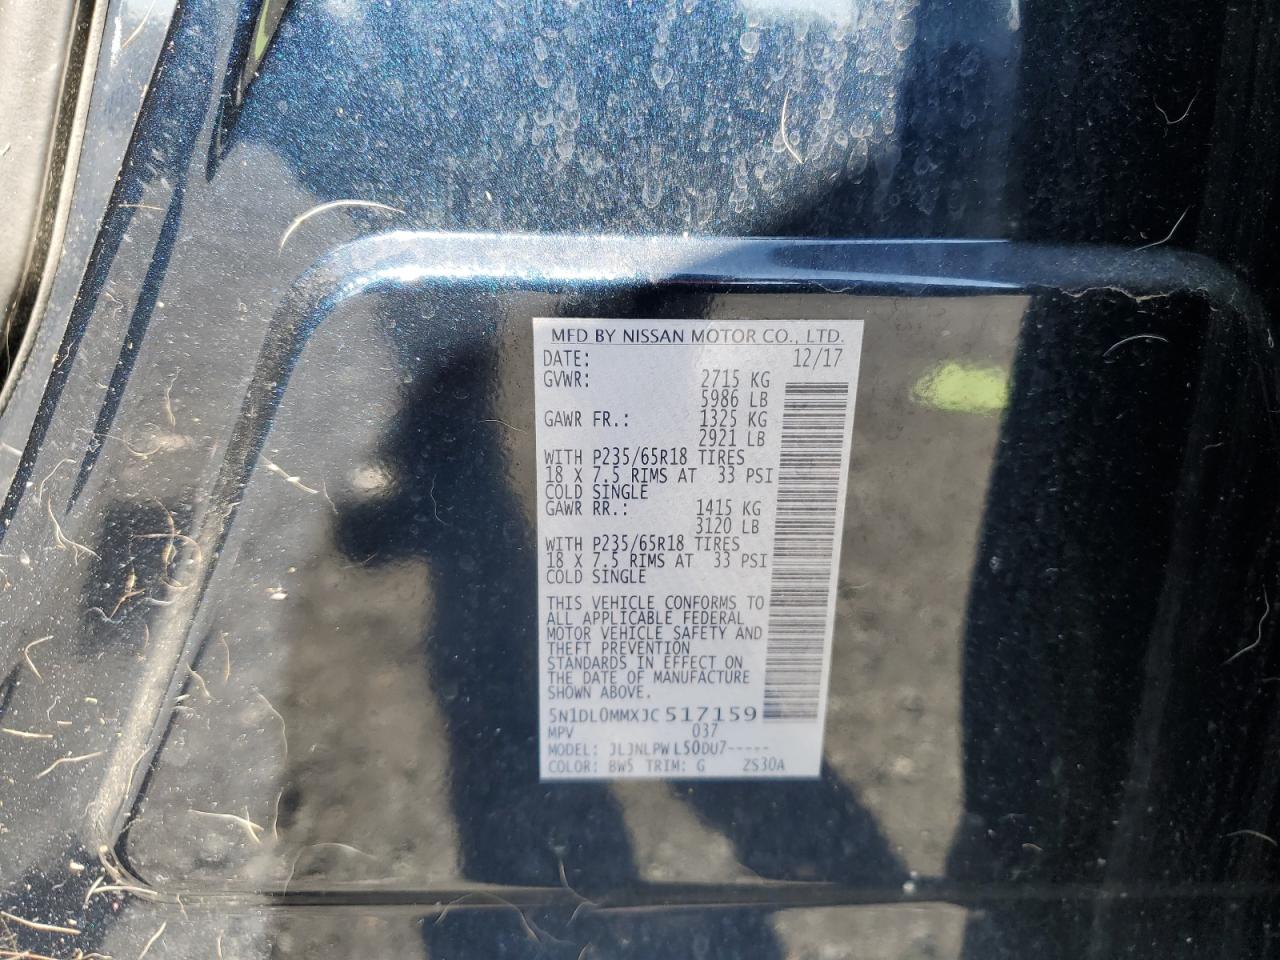 MFD BY NISSAN MOTOR CO., LTD.
DATE: 12/17
GVWR: 2715 KG
5986 LB
GAWR FR.: 1325 KG
2921 LB
WITH P235/65R18 TIRES
18 X 7.5 RIMS AT 33 PSI
COLD SINGLE
GAWR RR.: 1415 KG
3120 LB
WITH P235/65R18 TIRES
18 X 7.5 RIMS AT 33 PSI
COLD SINGLE
THIS VEHICLE CONFORMS TO
ALL APPLICABLE FEDERAL
MOTOR VEHICLE SAFETY AND
THEFT PREVENTION
STANDARDS IN EFFECT ON
THE DATE OF MANUFACTURE
SHOWN ABOVE.
5N1DL0MMXJC517159
MPV 037
MODEL: JLJNLPWL50DU7-----
COLOR: BW5 TRIM: G ZS30A